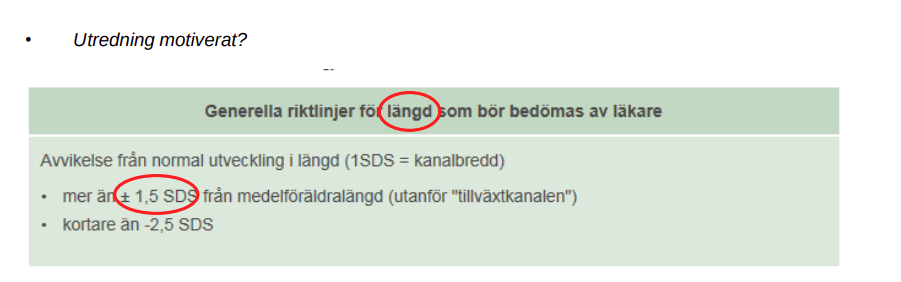 • Utredning motiverat?
Generella riktlinjer för längd som bör bedömas av läkare
Avvikelse från normal utveckling i längd (1SDS = kanalbredd)
• mer än ± 1,5 SDS från medelföräldralängd (utanför "tillväxtkanalen")
• kortare än -2,5 SDS